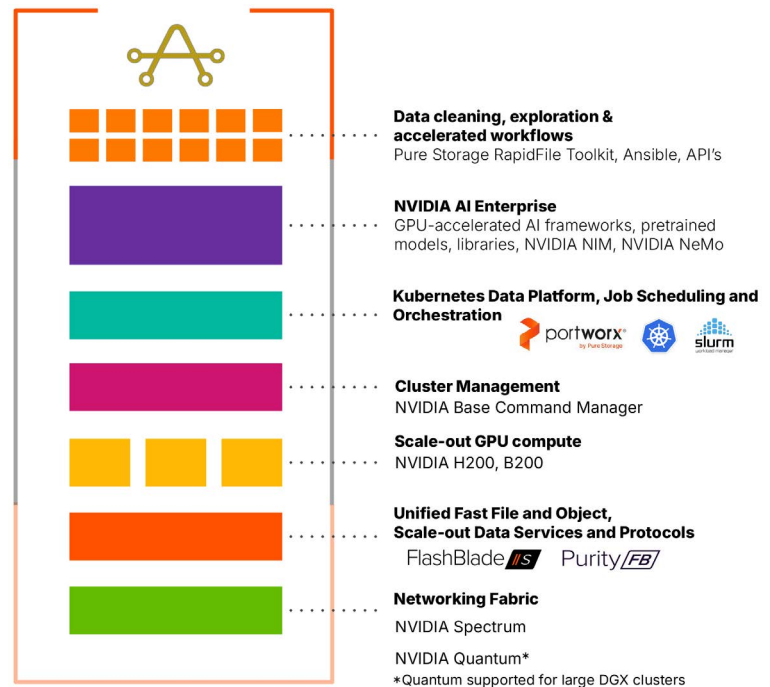 Data cleaning, exploration &
accelerated workflows
Pure Storage RapidFile Toolkit, Ansible, API's
NVIDIA AI Enterprise
GPU-accelerated AI frameworks, pretrained
models, libraries, NVIDIA NIM, NVIDIA NeMo
Kubernetes Data Platform, Job Scheduling and
Orchestration
portworx®
by Pure Storage
slurm
workload manager
Cluster Management
NVIDIA Base Command Manager
Scale-out GPU compute
NVIDIA H200, B200
Unified Fast File and Object,
Scale-out Data Services and Protocols
FlashBlade //S Purity/FB/
Networking Fabric
NVIDIA Spectrum
NVIDIA Quantum*
*Quantum supported for large DGX clusters